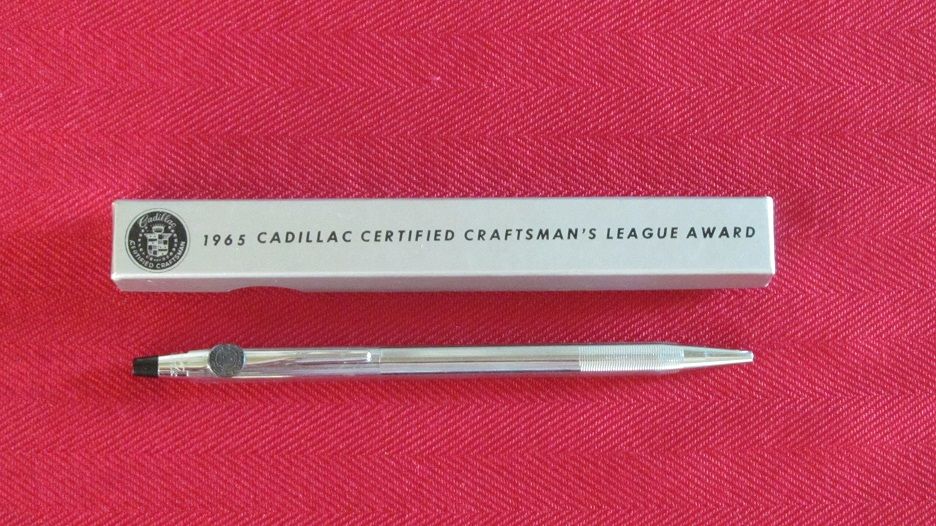 Cadillac
CERTIFIED CRAFTSMAN
1965 CADILLAC CERTIFIED CRAFTSMAN'S LEAGUE AWARD